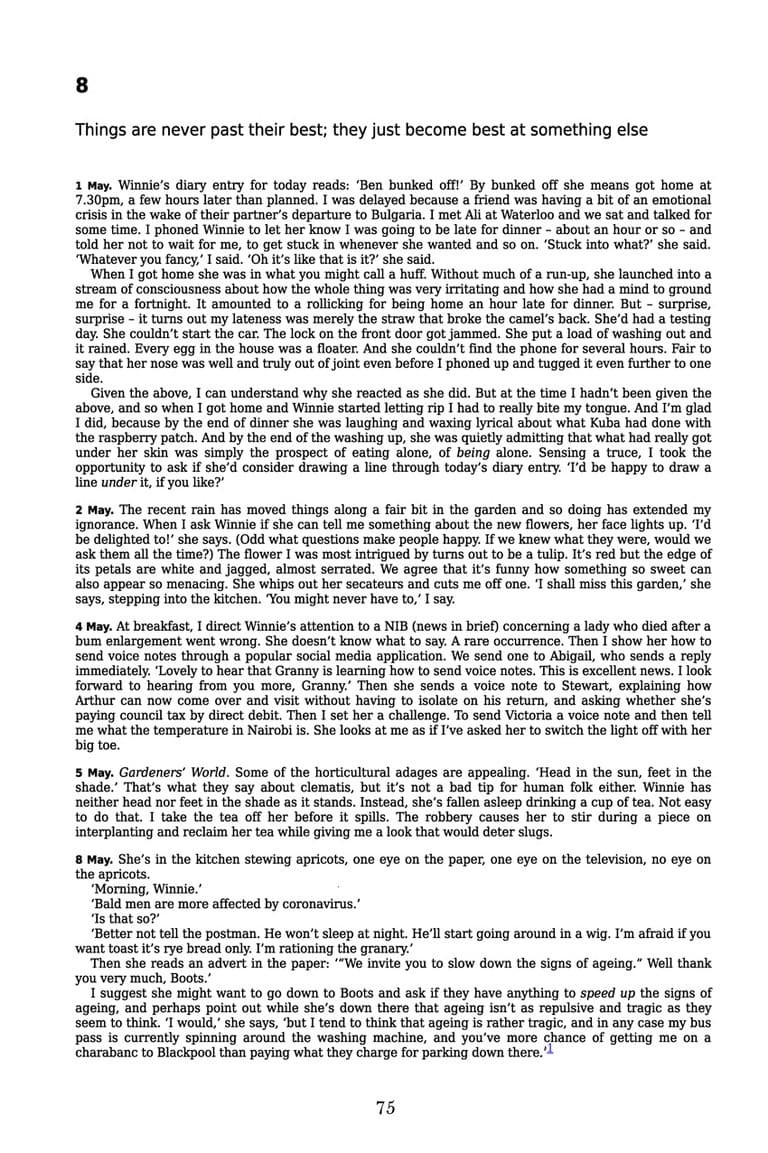 8
Things are never past their best; they just become best at something else
1 May. Winnie’s diary entry for today reads: ‘Ben bunked off!’ By bunked off she means got home at
7.30pm, a few hours later than planned. I was delayed because a friend was having a bit of an emotional
crisis in the wake of their partner’s departure to Bulgaria. I met Ali at Waterloo and we sat and talked for
some time. I phoned Winnie to let her know I was going to be late for dinner – about an hour or so – and
told her not to wait for me, to get stuck in whenever she wanted and so on. ‘Stuck into what?’ she said.
‘Whatever you fancy,’ I said. ‘Oh it’s like that is it?’ she said.
When I got home she was in what you might call a huff. Without much of a run-up, she launched into a
stream of consciousness about how the whole thing was very irritating and how she had a mind to ground
me for a fortnight. It amounted to a rollicking for being home an hour late for dinner. But – surprise,
surprise – it turns out my lateness was merely the straw that broke the camel’s back. She’d had a testing
day. She couldn’t start the car. The lock on the front door got jammed. She put a load of washing out and
it rained. Every egg in the house was a floater. And she couldn’t find the phone for several hours. Fair to
say that her nose was well and truly out of joint even before I phoned up and tugged it even further to one
side.
Given the above, I can understand why she reacted as she did. But at the time I hadn’t been given the
above, and so when I got home and Winnie started letting rip I had to really bite my tongue. And I’m glad
I did, because by the end of dinner she was laughing and waxing lyrical about what Kuba had done with
the raspberry patch. And by the end of the washing up, she was quietly admitting that what had really got
under her skin was simply the prospect of eating alone, of being alone. Sensing a truce, I took the
opportunity to ask if she’d consider drawing a line through today’s diary entry. ‘I’d be happy to draw a
line under it, if you like?’
2 May. The recent rain has moved things along a fair bit in the garden and so doing has extended my
ignorance. When I ask Winnie if she can tell me something about the new flowers, her face lights up. ‘I’d
be delighted to!’ she says. (Odd what questions make people happy. If we knew what they were, would we
ask them all the time?) The flower I was most intrigued by turns out to be a tulip. It’s red but the edge of
its petals are white and jagged, almost serrated. We agree that it’s funny how something so sweet can
also appear so menacing. She whips out her secateurs and cuts me off one. ‘I shall miss this garden,’ she
says, stepping into the kitchen. ‘You might never have to,’ I say.
4 May. At breakfast, I direct Winnie’s attention to a NIB (news in brief) concerning a lady who died after a
bum enlargement went wrong. She doesn’t know what to say. A rare occurrence. Then I show her how to
send voice notes through a popular social media application. We send one to Abigail, who sends a reply
immediately. ‘Lovely to hear that Granny is learning how to send voice notes. This is excellent news. I look
forward to hearing from you more, Granny.’ Then she sends a voice note to Stewart, explaining how
Arthur can now come over and visit without having to isolate on his return, and asking whether she’s
paying council tax by direct debit. Then I set her a challenge. To send Victoria a voice note and then tell
me what the temperature in Nairobi is. She looks at me as if I’ve asked her to switch the light off with her
big toe.
5 May. Gardeners’ World. Some of the horticultural adages are appealing. ‘Head in the sun, feet in the
shade.’ That’s what they say about clematis, but it’s not a bad tip for human folk either. Winnie has
neither head nor feet in the shade as it stands. Instead, she’s fallen asleep drinking a cup of tea. Not easy
to do that. I take the tea off her before it spills. The robbery causes her to stir during a piece on
interplanting and reclaim her tea while giving me a look that would deter slugs.
8 May. She’s in the kitchen stewing apricots, one eye on the paper, one eye on the television, no eye on
the apricots.
‘Morning, Winnie.’
‘Bald men are more affected by coronavirus.’
‘Is that so?’
‘Better not tell the postman. He won’t sleep at night. He’ll start going around in a wig. I’m afraid if you
want toast it’s rye bread only. I’m rationing the granary.’
Then she reads an advert in the paper: ‘“We invite you to slow down the signs of ageing.” Well thank
you very much, Boots.’
I suggest she might want to go down to Boots and ask if they have anything to speed up the signs of
ageing, and perhaps point out while she’s down there that ageing isn’t as repulsive and tragic as they
seem to think. ‘I would,’ she says, ‘but I tend to think that ageing is rather tragic, and in any case my bus
pass is currently spinning around the washing machine, and you’ve more chance of getting me on a
charabanc to Blackpool than paying what they charge for parking down there.’1
75